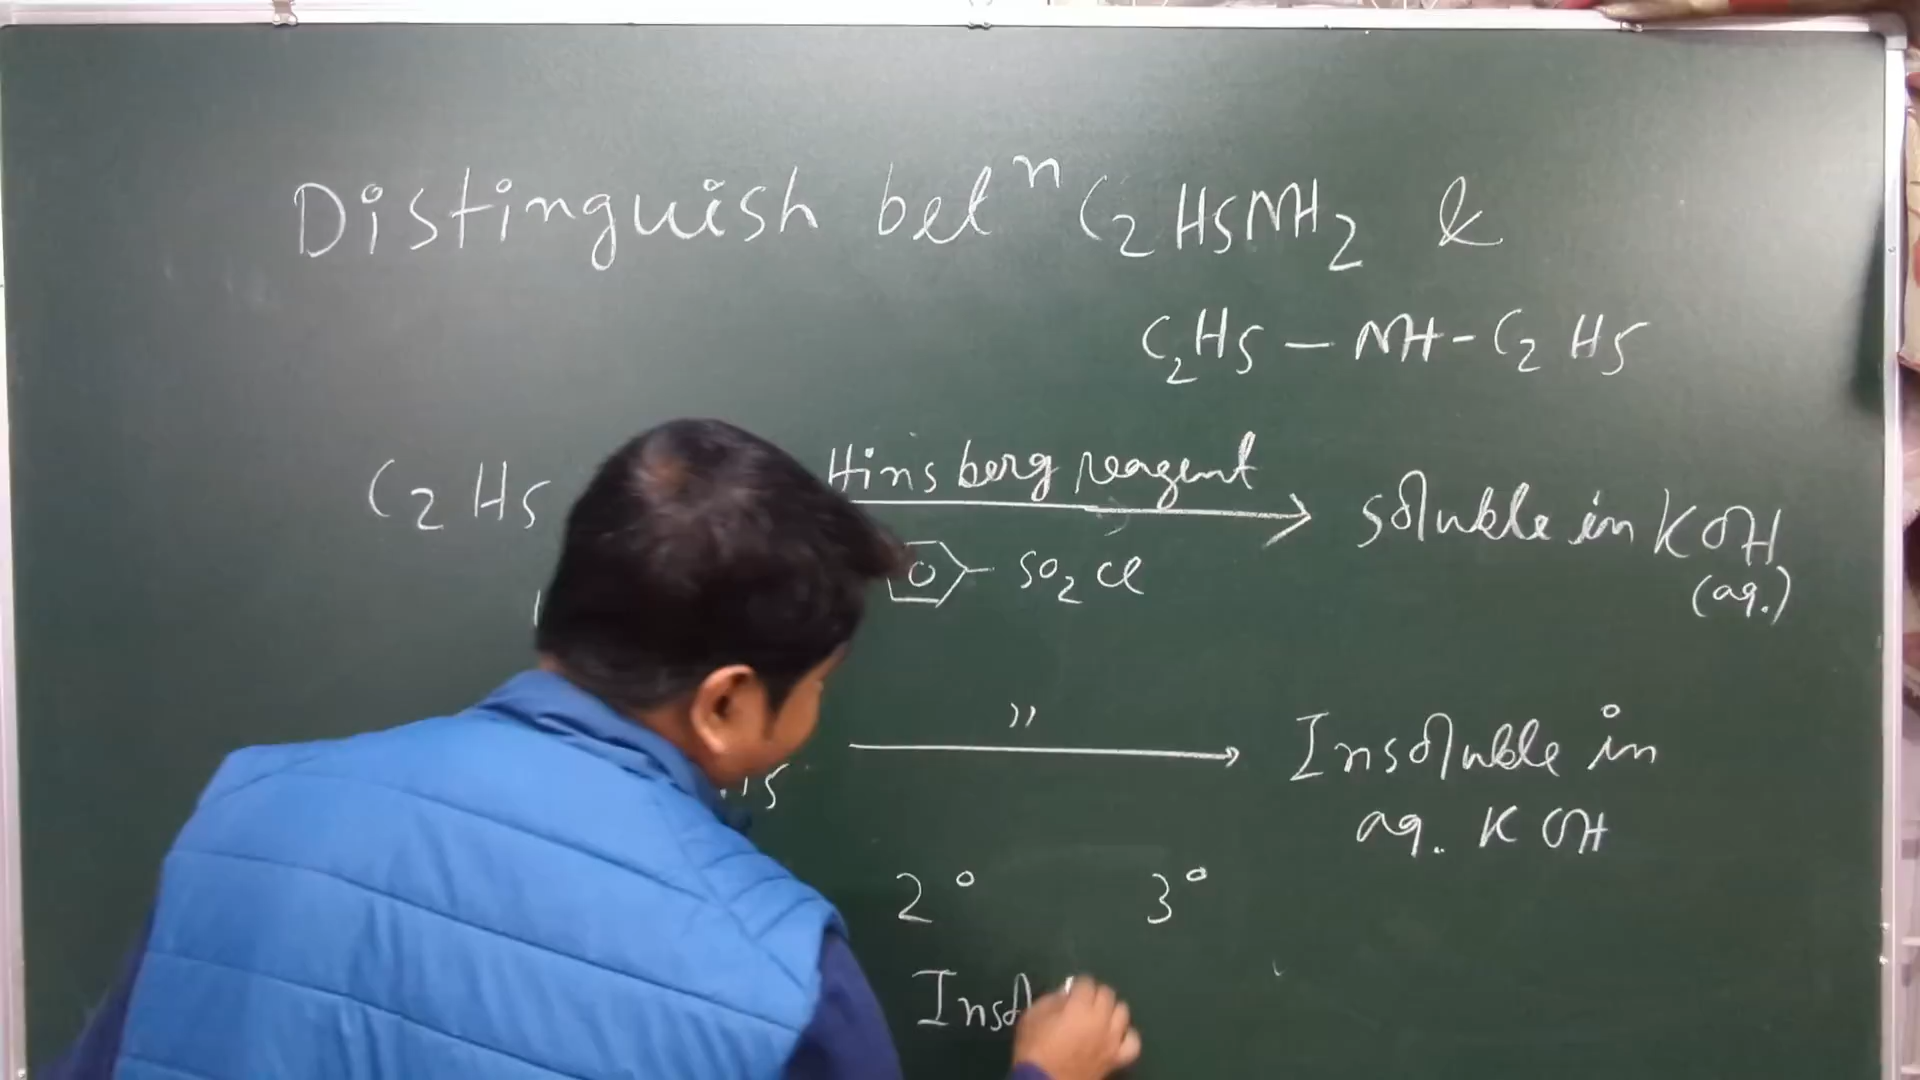 Distinguish betⁿ C₂H5NH₂ &
C₂H5 – NH - C₂H5
C₂H5 Hinsberg reagent soluble in KOH
SO₂Cl (aq.)
" Insoluble in
aq. KOH
2° 3°